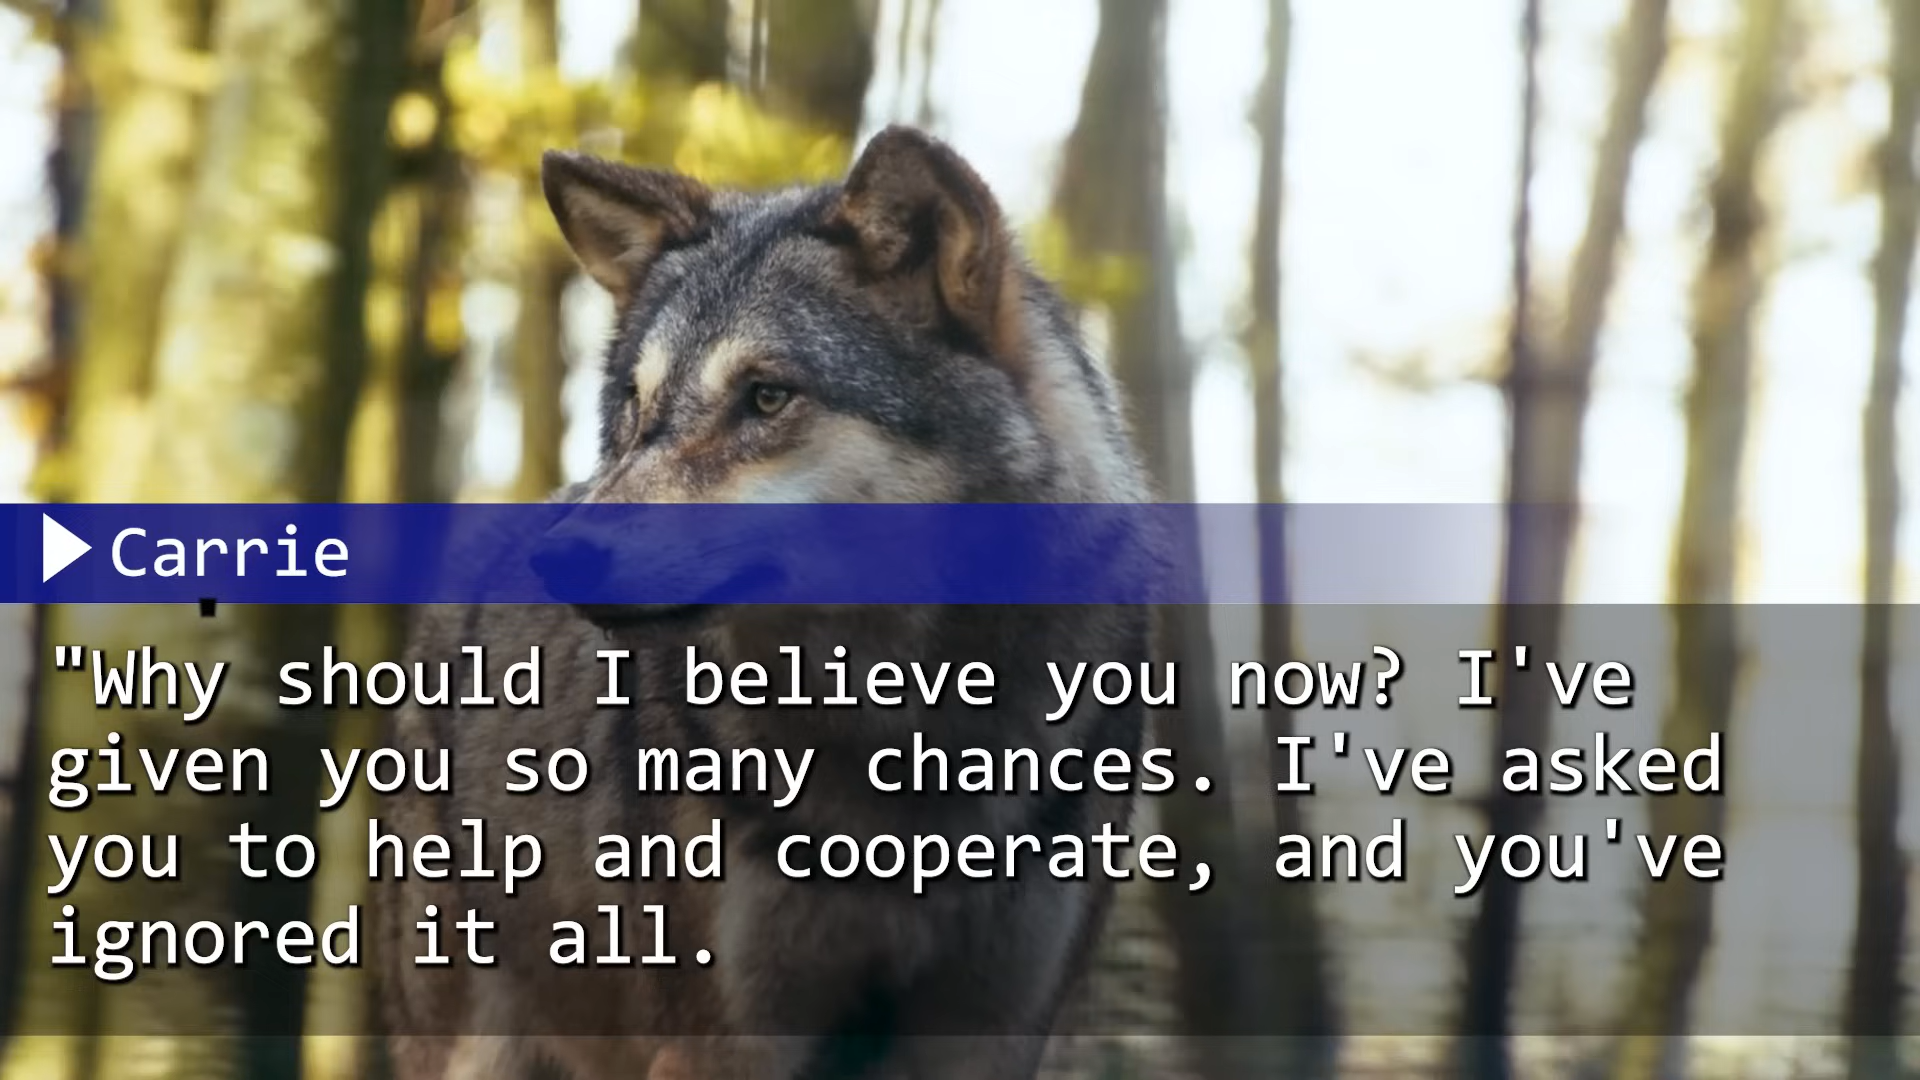 Carrie
"Why should I believe you now? I've
given you so many chances. I've asked
you to help and cooperate, and you've
ignored it all.